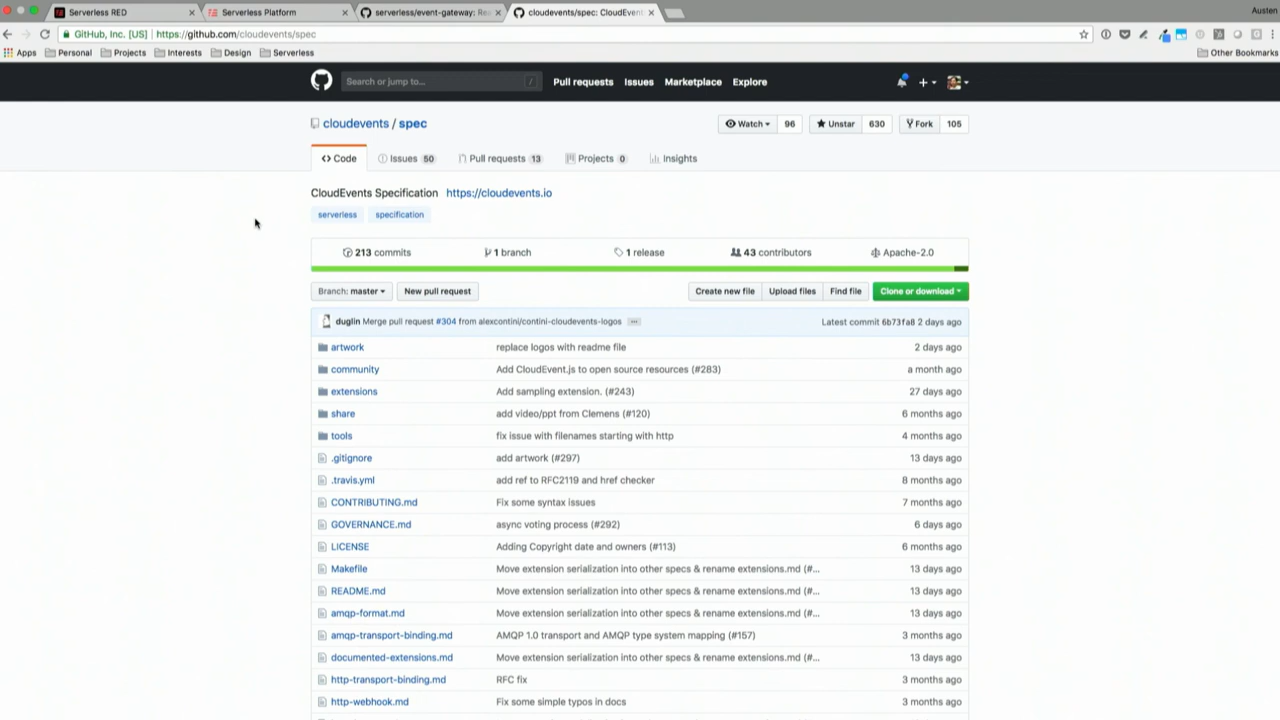 Serverless RED
Serverless Platform
serverless/event-gateway: Rea
cloudevents/spec: CloudEvent
Austen
GitHub, Inc. [US] | https://github.com/cloudevents/spec
Apps Personal Projects Interests Design Serverless Other Bookmarks
Search or jump to... / Pull requests Issues Marketplace Explore
cloudevents / spec Watch 96 Unstar 630 Fork 105
Code Issues 50 Pull requests 13 Projects 0 Insights
CloudEvents Specification https://cloudevents.io
serverless specification
213 commits 1 branch 1 release 43 contributors Apache-2.0
Branch: master New pull request Create new file Upload files Find file Clone or download
duglin Merge pull request #304 from alexcontini/contini-cloudevents-logos ... Latest commit 6b73fa8 2 days ago
artwork replace logos with readme file 2 days ago
community Add CloudEvent.js to open source resources (#283) a month ago
extensions Add sampling extension. (#243) 27 days ago
share add video/ppt from Clemens (#120) 6 months ago
tools fix issue with filenames starting with http 4 months ago
.gitignore add artwork (#297) 13 days ago
.travis.yml add ref to RFC2119 and href checker 8 months ago
CONTRIBUTING.md Fix some syntax issues 7 months ago
GOVERNANCE.md async voting process (#292) 6 days ago
LICENSE Adding Copyright date and owners (#113) 6 months ago
Makefile Move extension serialization into other specs & rename extensions.md (#... 13 days ago
README.md Move extension serialization into other specs & rename extensions.md (#... 13 days ago
amqp-format.md Move extension serialization into other specs & rename extensions.md (#... 13 days ago
amqp-transport-binding.md AMQP 1.0 transport and AMQP type system mapping (#157) 3 months ago
documented-extensions.md Move extension serialization into other specs & rename extensions.md (#... 13 days ago
http-transport-binding.md RFC fix 3 months ago
http-webhook.md Fix some simple typos in docs 3 months ago